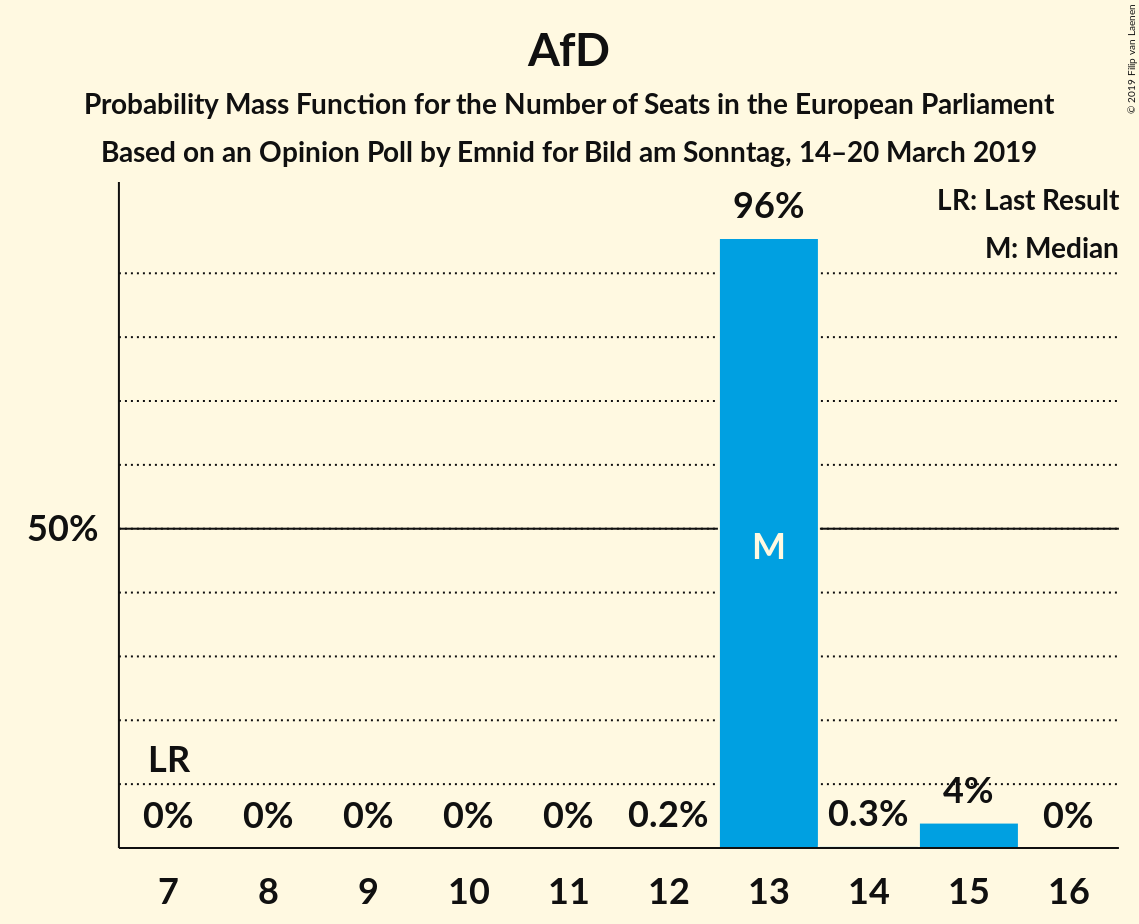 AfD
Probability Mass Function for the Number of Seats in the European Parliament
Based on an Opinion Poll by Emnid for Bild am Sonntag, 14–20 March 2019
© 2019 Filip van Laenen
LR: Last Result
M: Median
96%
50%
M
LR
0% 0% 0% 0% 0% 0.2% 0.3% 4% 0%
7 8 9 10 11 12 13 14 15 16